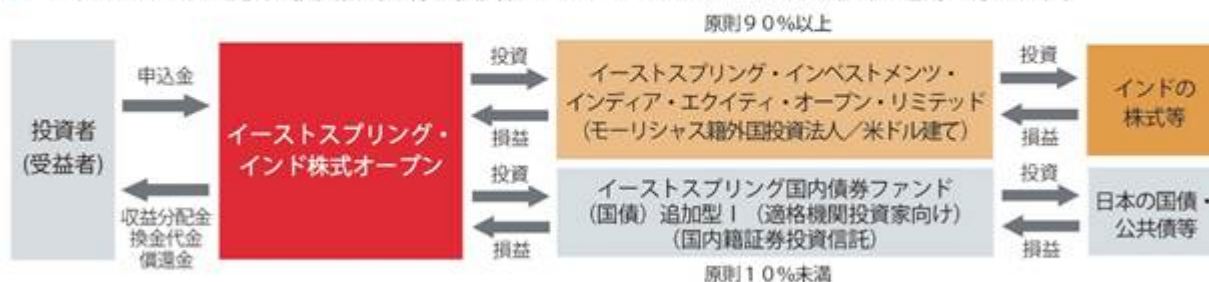 原則90%以上
投資者
(受益者)
申込金
収益分配金
換金代金
償還金
イーストスプリング・
インド株式オープン
投資
損益
イーストスプリング・インベストメンツ・
インディア・エクイティ・オープン・リミテッド
(モーリシャス籍外国投資法人/米ドル建て)
投資
損益
インドの
株式等
投資
損益
イーストスプリング国内債券ファンド
(国債)追加型Ⅰ(適格機関投資家向け)
(国内籍証券投資信託)
投資
損益
日本の国債・
公共債等
原則10%未満